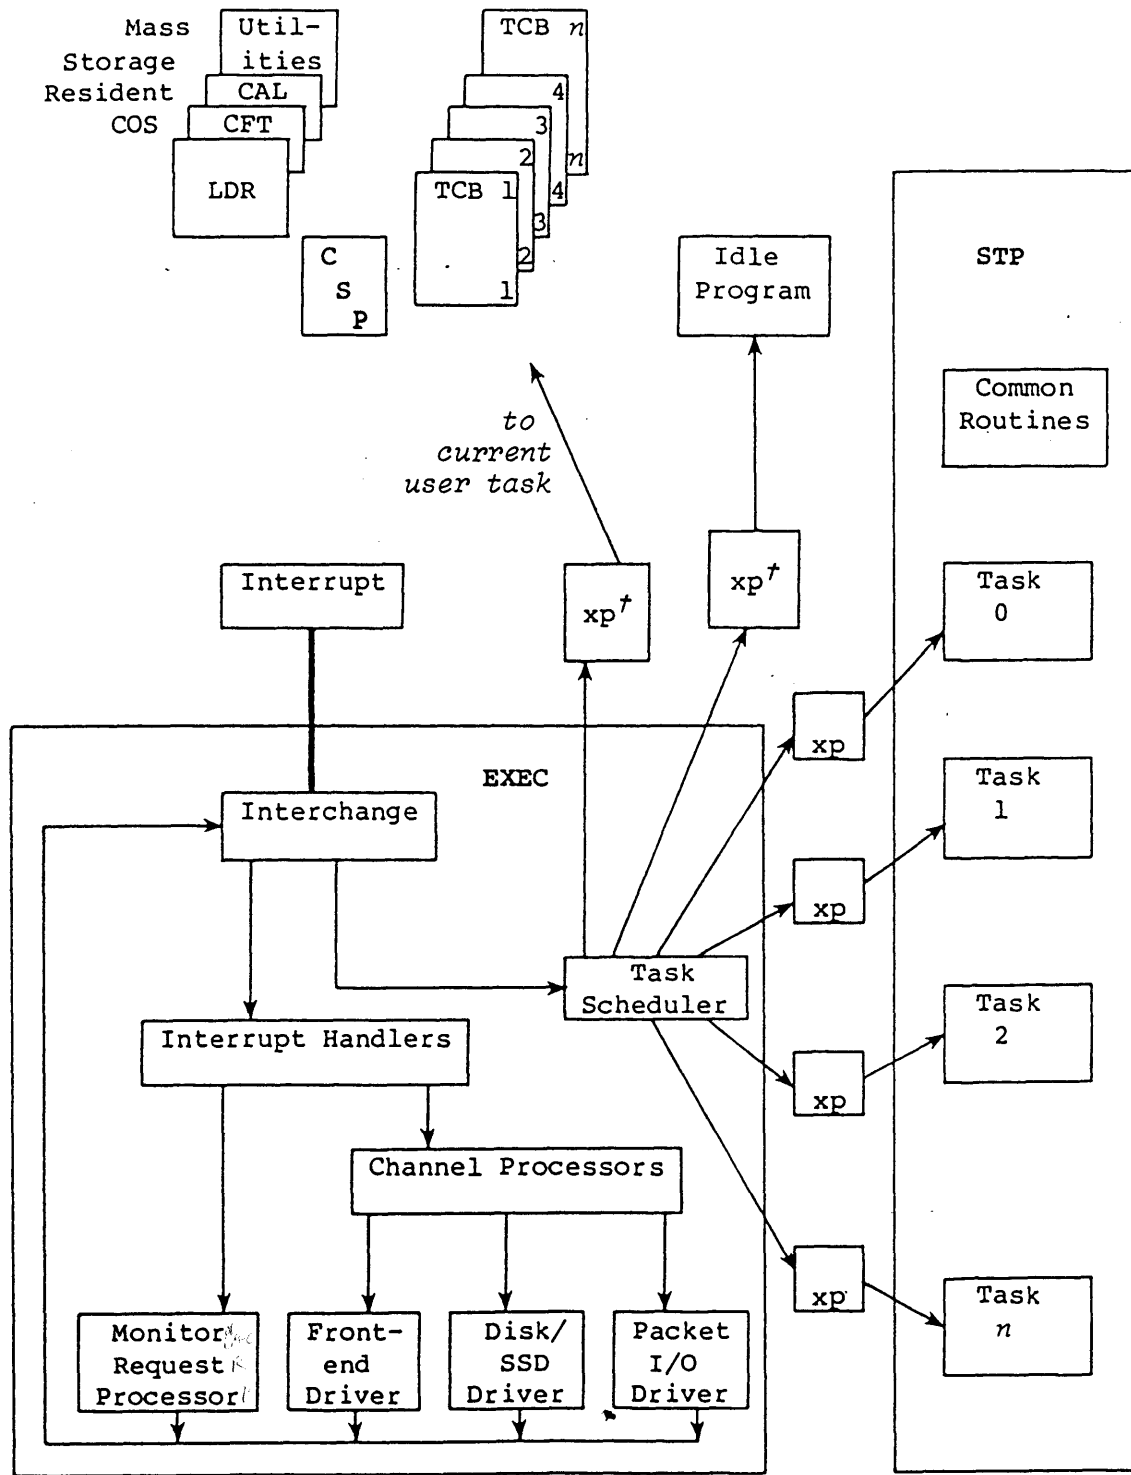 Mass
Storage
Resident
COS
Util-
ities
CAL
CFT
LDR
TCB n
4
3
2
n
TCB 1
4
3
2
1
C
S
P
Idle
Program
STP
Common
Routines
to
current
user task
Interrupt
xp†
xp†
Task
0
xp
EXEC
Interchange
Task
1
xp
Task
Scheduler
Interrupt Handlers
Task
2
xp
Channel Processors
xp
Task
n
Monitor
Request
Processor
Front-
end
Driver
Disk/
SSD
Driver
Packet
I/O
Driver